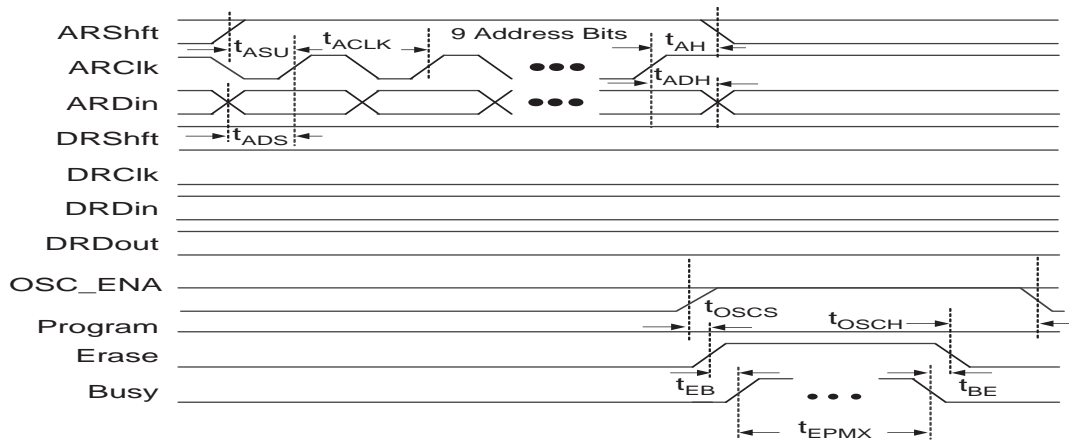 ARShft
tASU
tACLK
9 Address Bits
tAH
ARClk
tADH
ARDin
DRShft
tADS
DRClk
DRDin
DRDout
OSC_ENA
tOSCS
tOSCH
Program
Erase
tEB
tBE
Busy
tEPMX